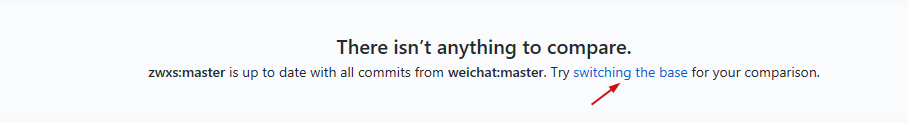 There isn’t anything to compare.
zwxs:master is up to date with all commits from weichat:master. Try switching the base for your comparison.